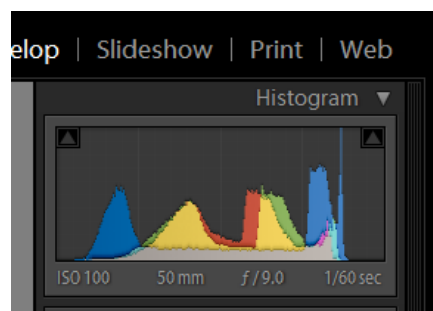 elop | Slideshow | Print | Web
Histogram ▼
ISO 100 50 mm ƒ / 9.0 1/60 sec